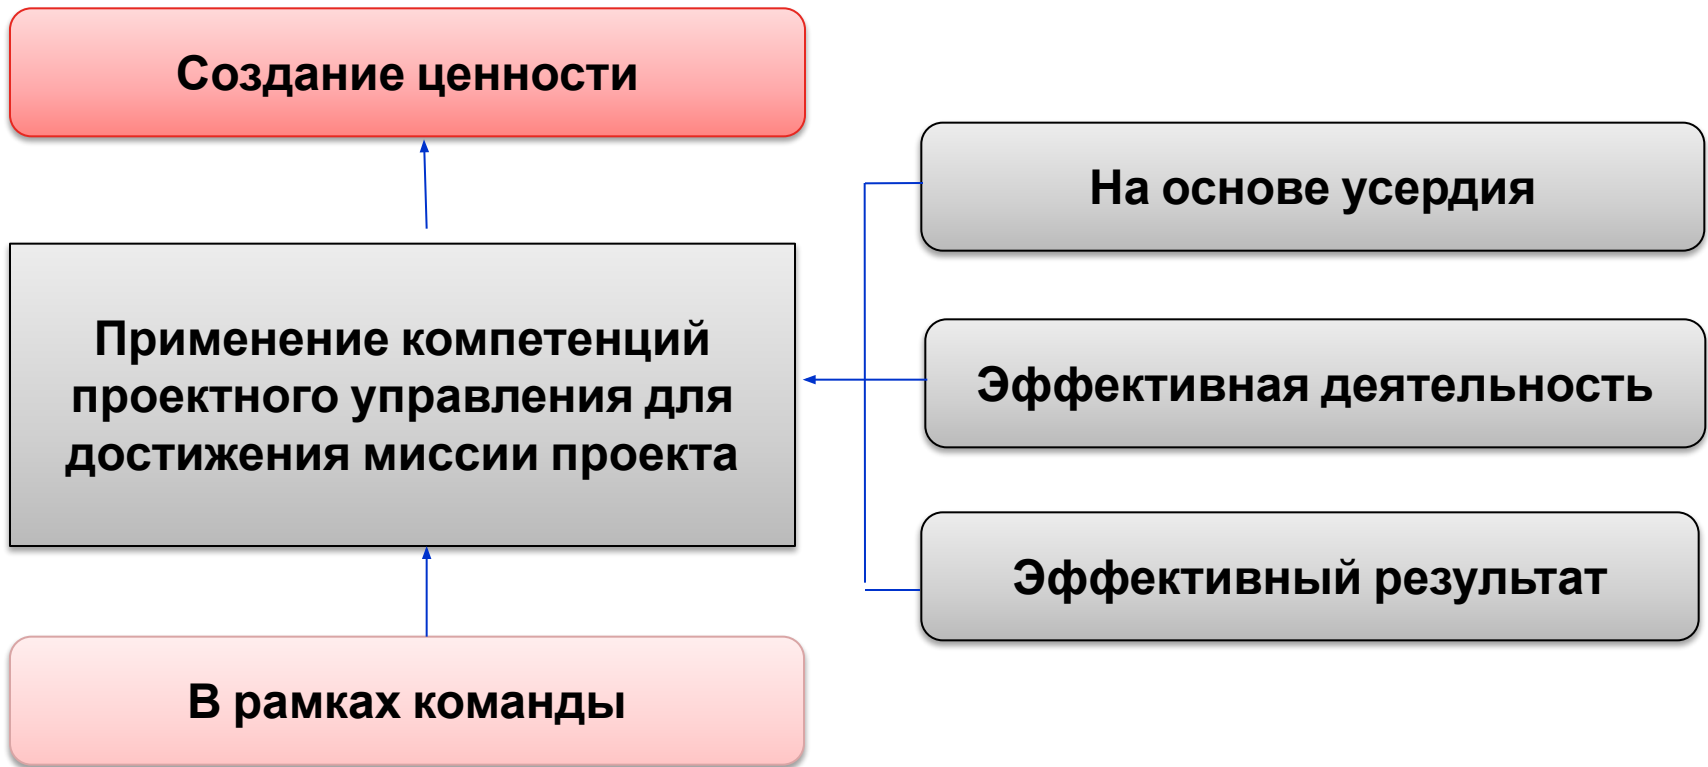 Создание ценности
На основе усердия
Применение компетенций
проектного управления для
достижения миссии проекта
Эффективная деятельность
Эффективный результат
В рамках команды